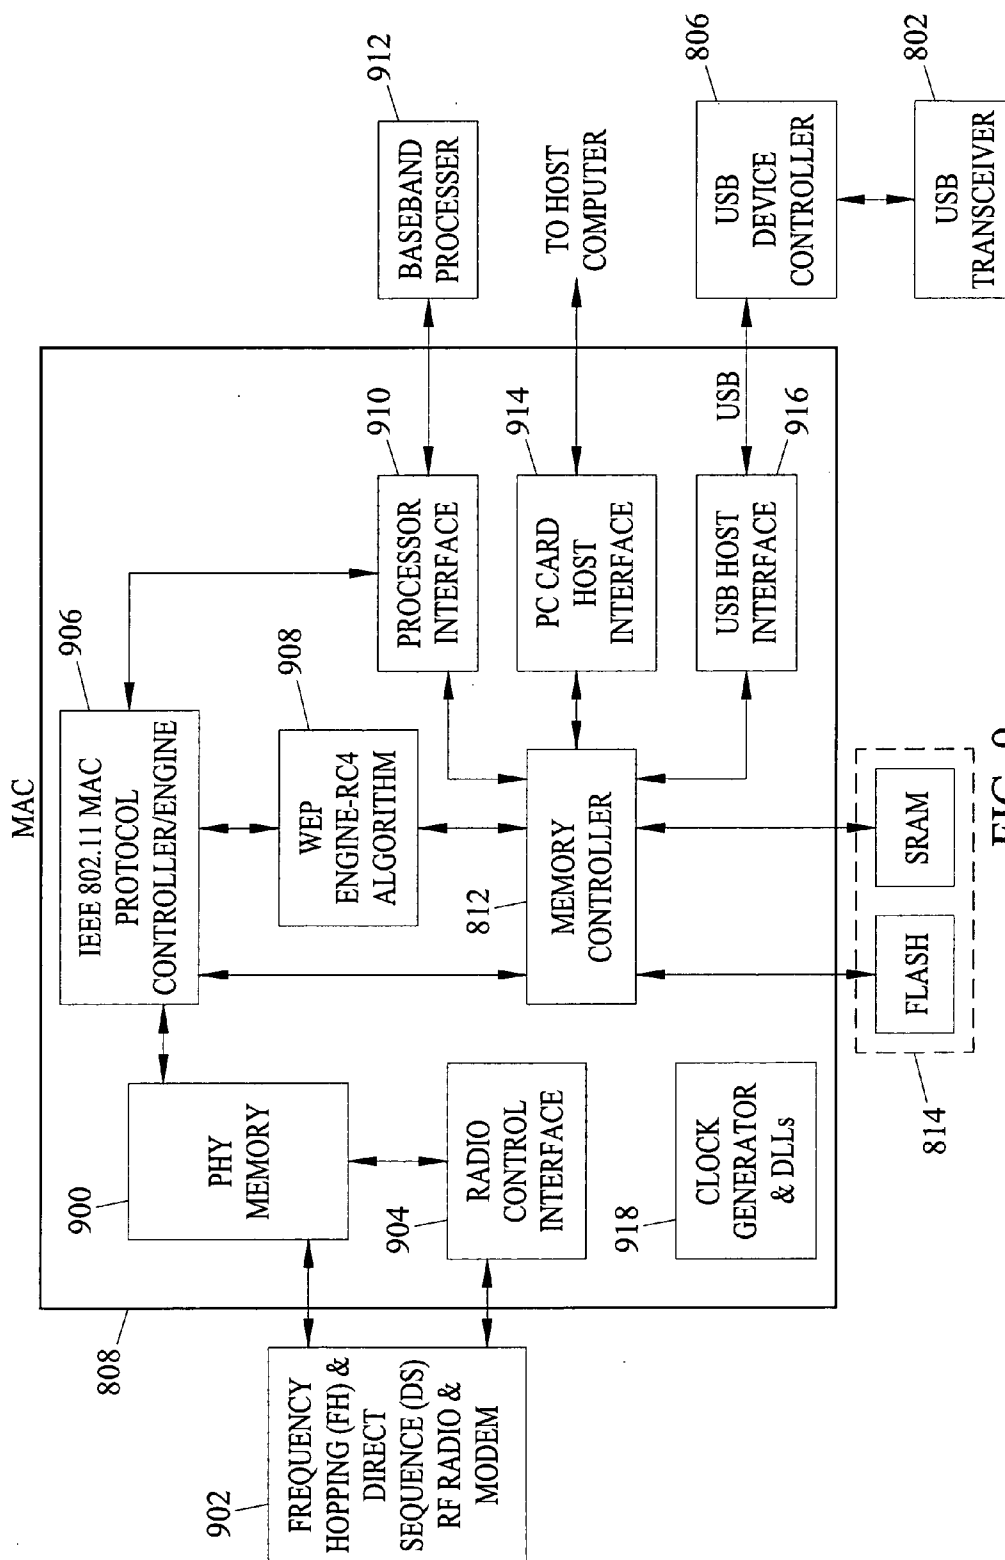 MAC
808
FREQUENCY
HOPPING (FH) &
DIRECT
SEQUENCE (DS)
RF RADIO &
MODEM
902
PHY
MEMORY
900
RADIO
CONTROL
INTERFACE
904
CLOCK
GENERATOR
& DLLs
918
IEEE 802.11 MAC
PROTOCOL
CONTROLLER/ENGINE
906
WEP
ENGINE-RC4
ALGORITHM
908
MEMORY
CONTROLLER
812
FLASH
SRAM
814
PROCESSOR
INTERFACE
910
PC CARD
HOST
INTERFACE
914
USB HOST
INTERFACE
916
USB
BASEBAND
PROCESSER
912
TO HOST
COMPUTER
USB
DEVICE
CONTROLLER
806
USB
TRANSCEIVER
802
FIG. 9